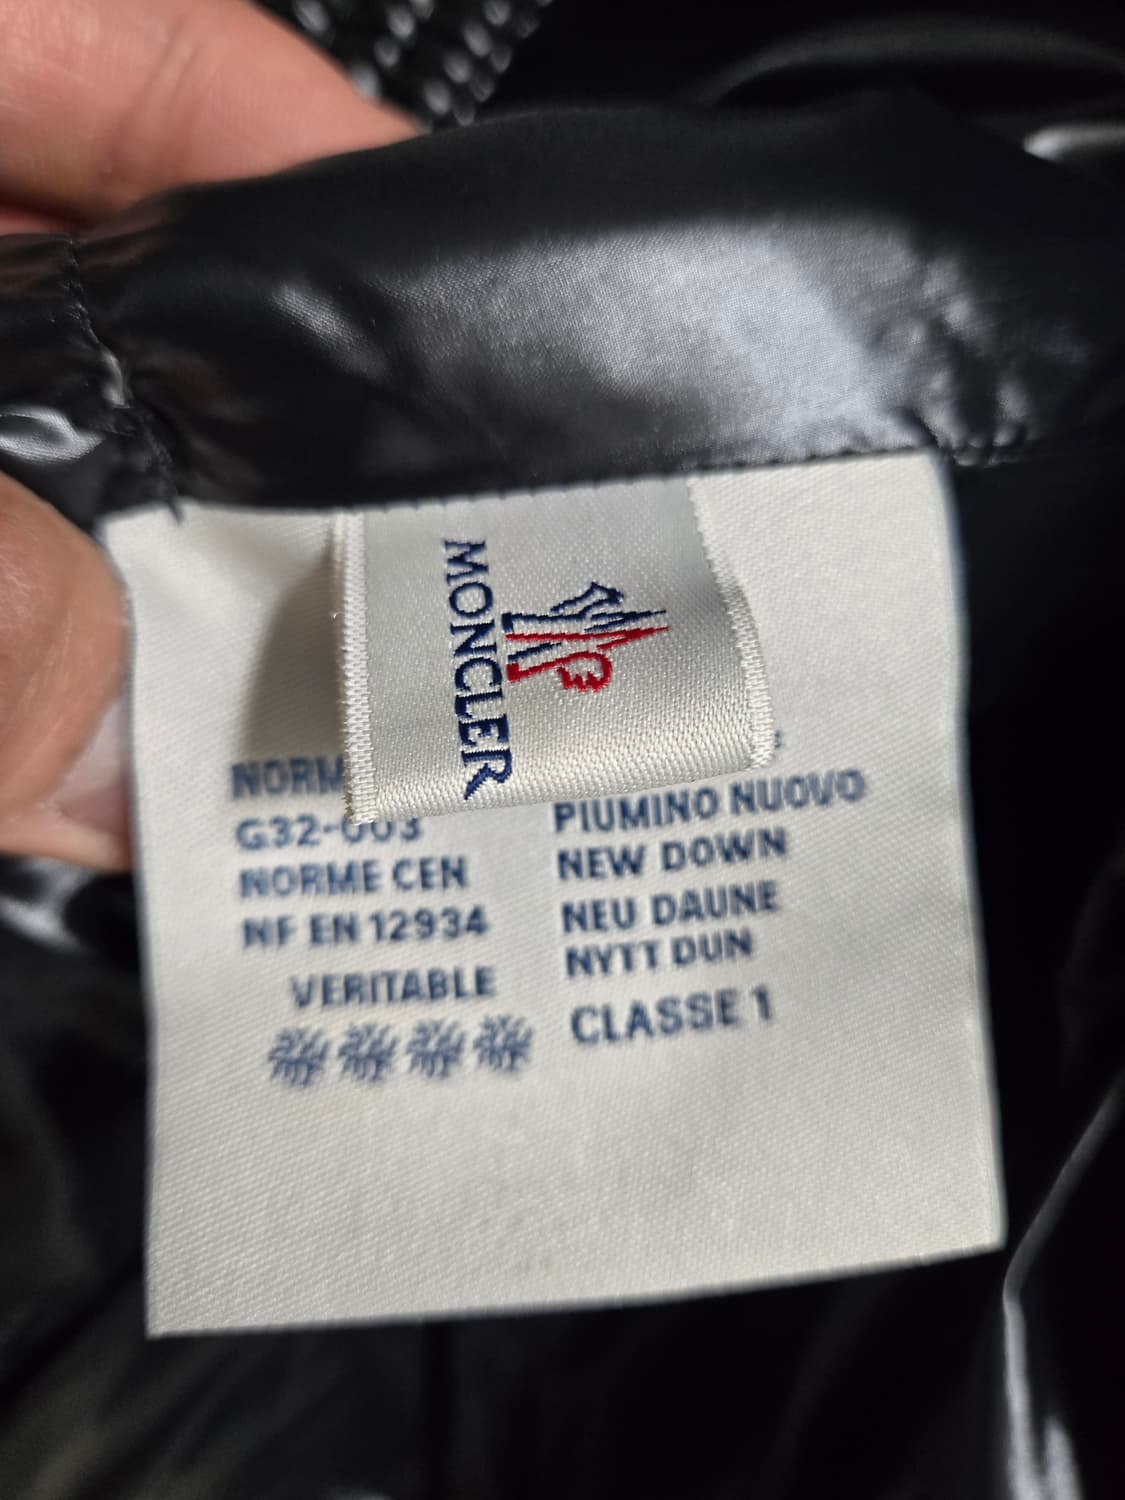 MONCLER
NORM
G32-003
NORME CEN
NF EN 12934
VERITABLE
PIUMINO NUOVO
NEW DOWN
NEU DAUNE
NYTT DUN
CLASSE 1